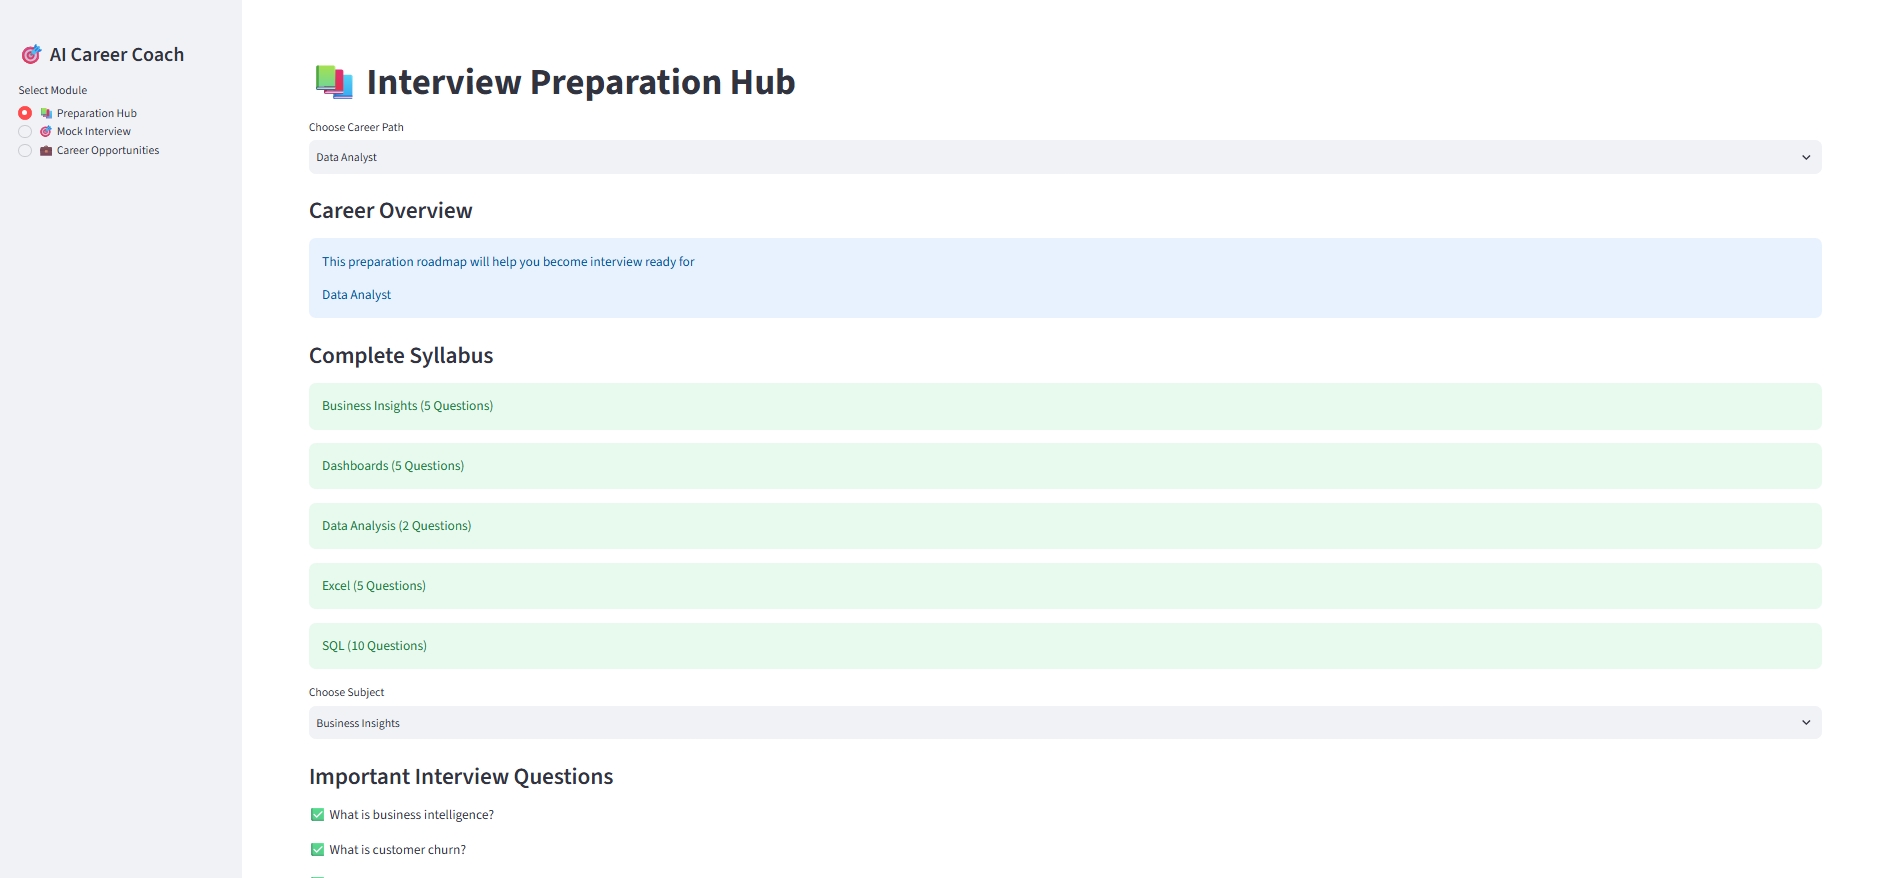 AI Career Coach
Select Module
Preparation Hub
Mock Interview
Career Opportunities
Interview Preparation Hub
Choose Career Path
Data Analyst
Career Overview
This preparation roadmap will help you become interview ready for
Data Analyst
Complete Syllabus
Business Insights (5 Questions)
Dashboards (5 Questions)
Data Analysis (2 Questions)
Excel (5 Questions)
SQL (10 Questions)
Choose Subject
Business Insights
Important Interview Questions
What is business intelligence?
What is customer churn?